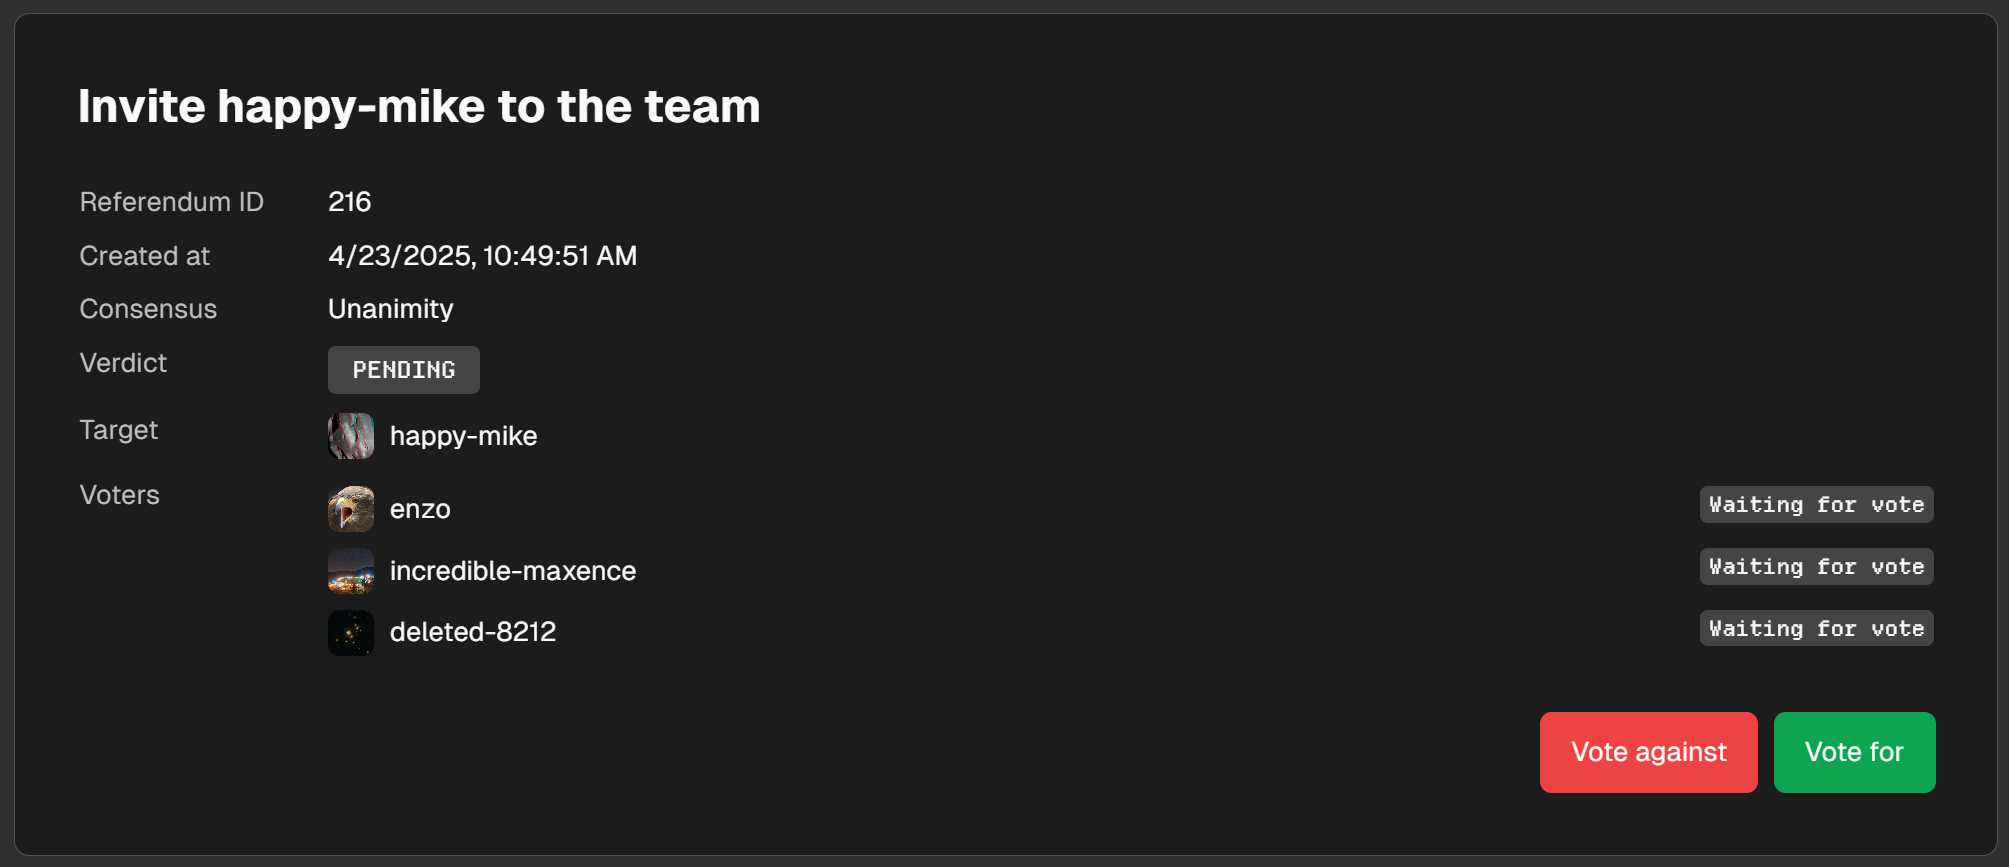 Invite happy-mike to the team
Referendum ID 216
Created at 4/23/2025, 10:49:51 AM
Consensus Unanimity
Verdict PENDING
Target happy-mike
Voters enzo Waiting for vote
incredible-maxence Waiting for vote
deleted-8212 Waiting for vote
Vote against Vote for